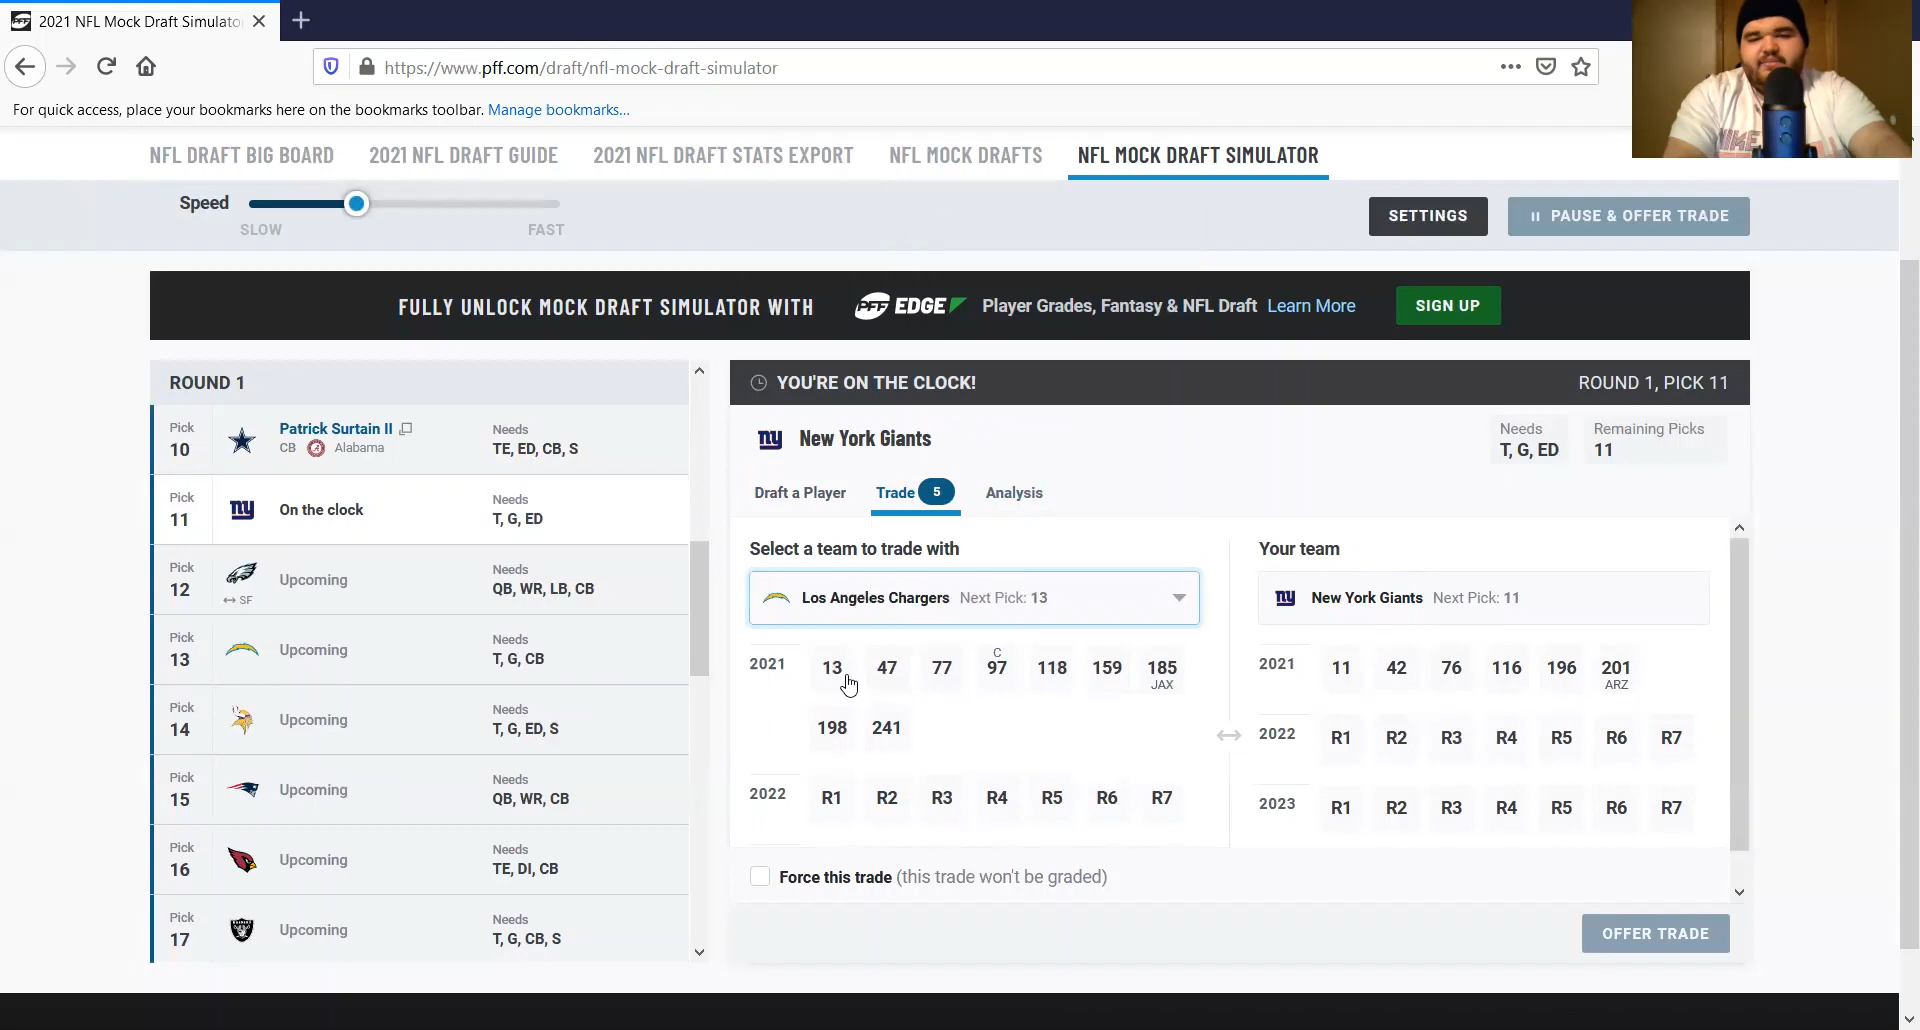 2021 NFL Mock Draft Simulato
https://www.pff.com/draft/nfl-mock-draft-simulator
For quick access, place your bookmarks here on the bookmarks toolbar. Manage bookmarks...
NFL DRAFT BIG BOARD 2021 NFL DRAFT GUIDE 2021 NFL DRAFT STATS EXPORT NFL MOCK DRAFTS NFL MOCK DRAFT SIMULATOR
Speed
SLOW FAST
SETTINGS
PAUSE & OFFER TRADE
FULLY UNLOCK MOCK DRAFT SIMULATOR WITH PFF EDGE Player Grades, Fantasy & NFL Draft Learn More SIGN UP
ROUND 1
Pick 10 Patrick Surtain II Needs
CB Alabama TE, ED, CB, S
Pick 11 On the clock Needs
T, G, ED
Pick 12 Upcoming Needs
↔ SF QB, WR, LB, CB
Pick 13 Upcoming Needs
T, G, CB
Pick 14 Upcoming Needs
T, G, ED, S
Pick 15 Upcoming Needs
QB, WR, CB
Pick 16 Upcoming Needs
TE, DI, CB
Pick 17 Upcoming Needs
T, G, CB, S
YOU'RE ON THE CLOCK! ROUND 1, PICK 11
ny New York Giants
Needs
T, G, ED
Remaining Picks
11
Draft a Player Trade 5 Analysis
Select a team to trade with
Los Angeles Chargers Next Pick: 13
C
2021 13 47 77 97 118 159 185
JAX
198 241
2022 R1 R2 R3 R4 R5 R6 R7
Your team
ny New York Giants Next Pick: 11
2021 11 42 76 116 196 201
ARZ
2022 R1 R2 R3 R4 R5 R6 R7
2023 R1 R2 R3 R4 R5 R6 R7
Force this trade (this trade won't be graded)
OFFER TRADE